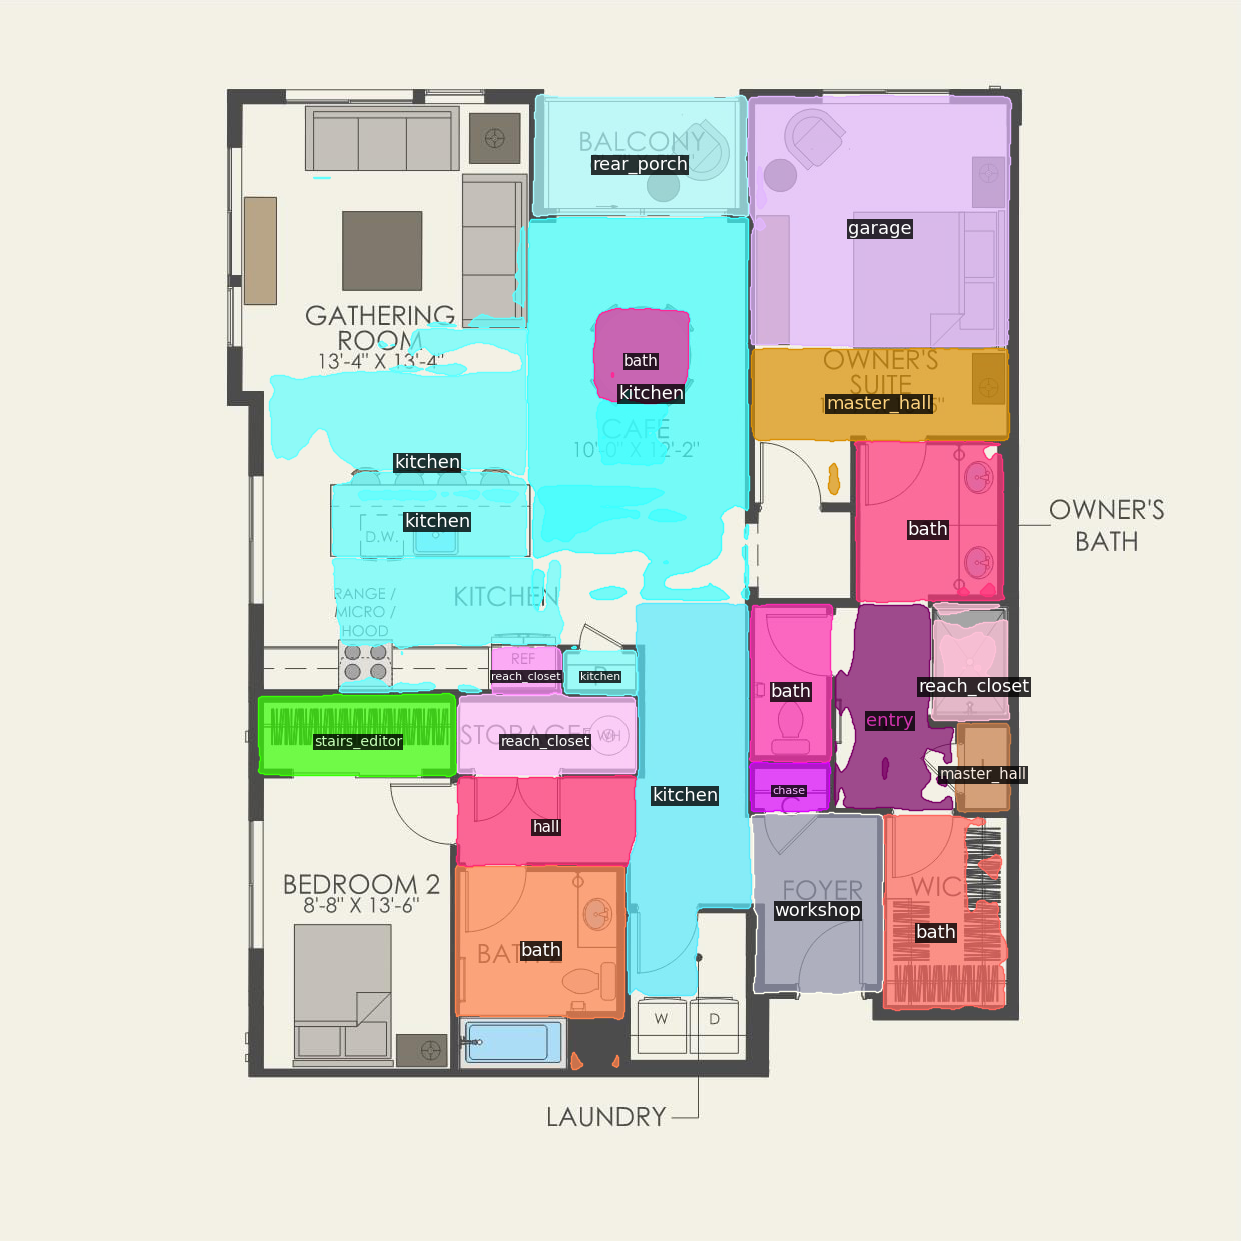 BALCONY
rear_porch
garage
GATHERING
ROOM
13'-4" X 13'-4"
bath
kitchen
OWNER'S
SUITE
master_hall
CAFE
10'-0" X 12'-2"
kitchen
kitchen
D.W.
bath
OWNER'S
BATH
RANGE /
MICRO /
HOOD
KITCHEN
REF
reach_closet
kitchen
bath
reach_closet
entry
STORAGE
WH
stairs_editor
reach_closet
master_hall
kitchen
chase
hall
BEDROOM 2
8'-8" X 13'-6"
FOYER
workshop
WIC
bath
bath
W
D
LAUNDRY